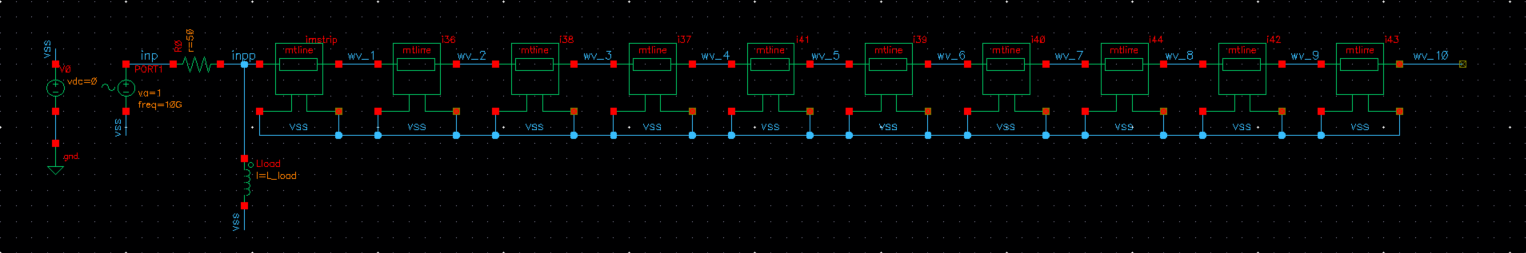 VSS
V0
vdc=0
gnd
inp
PORT1
va=1
freq=10G
VSS
R0
r=50
inpp
Lload
l=L_load
VSS
1mstrip
mtline
VSS
wv_1
I36
mtline
VSS
wv_2
I38
mtline
VSS
wv_3
I37
mtline
VSS
wv_4
I41
mtline
VSS
wv_5
I39
mtline
VSS
wv_6
I40
mtline
VSS
wv_7
I44
mtline
VSS
wv_8
I42
mtline
VSS
wv_9
I43
mtline
VSS
wv_10